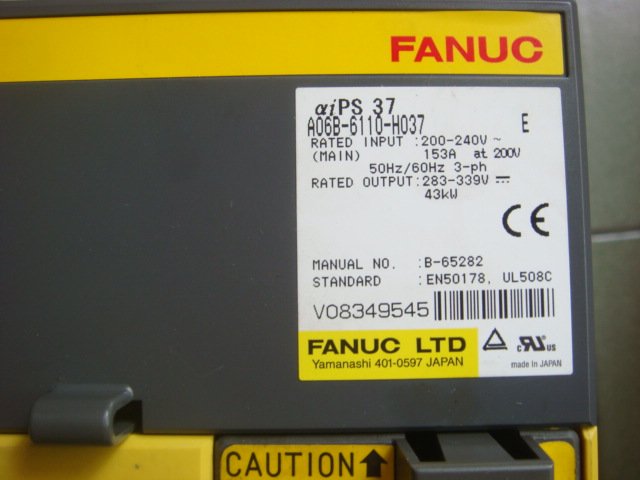 FANUC
αiPS 37
A06B-6110-H037 E
RATED INPUT :200-240V ~
(MAIN) 153A at 200V
50Hz/60Hz 3-ph
RATED OUTPUT:283-339V ⎓
43kW
CE
MANUAL NO. :B-65282
STANDARD :EN50178, UL508C
V08349545
FANUC LTD
Yamanashi 401-0597 JAPAN
c RU US
made in JAPAN
CAUTION ↑